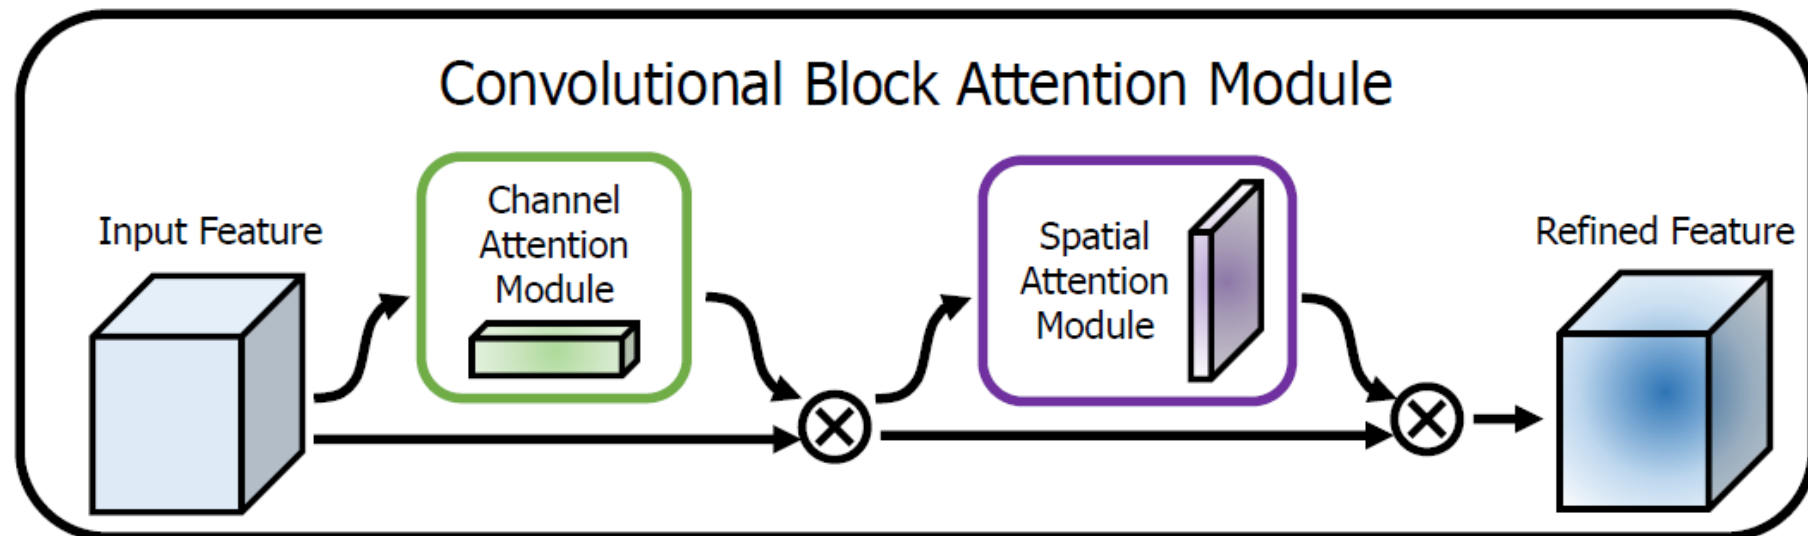 Convolutional Block Attention Module
Input Feature
Channel
Attention
Module
Spatial
Attention
Module
Refined Feature